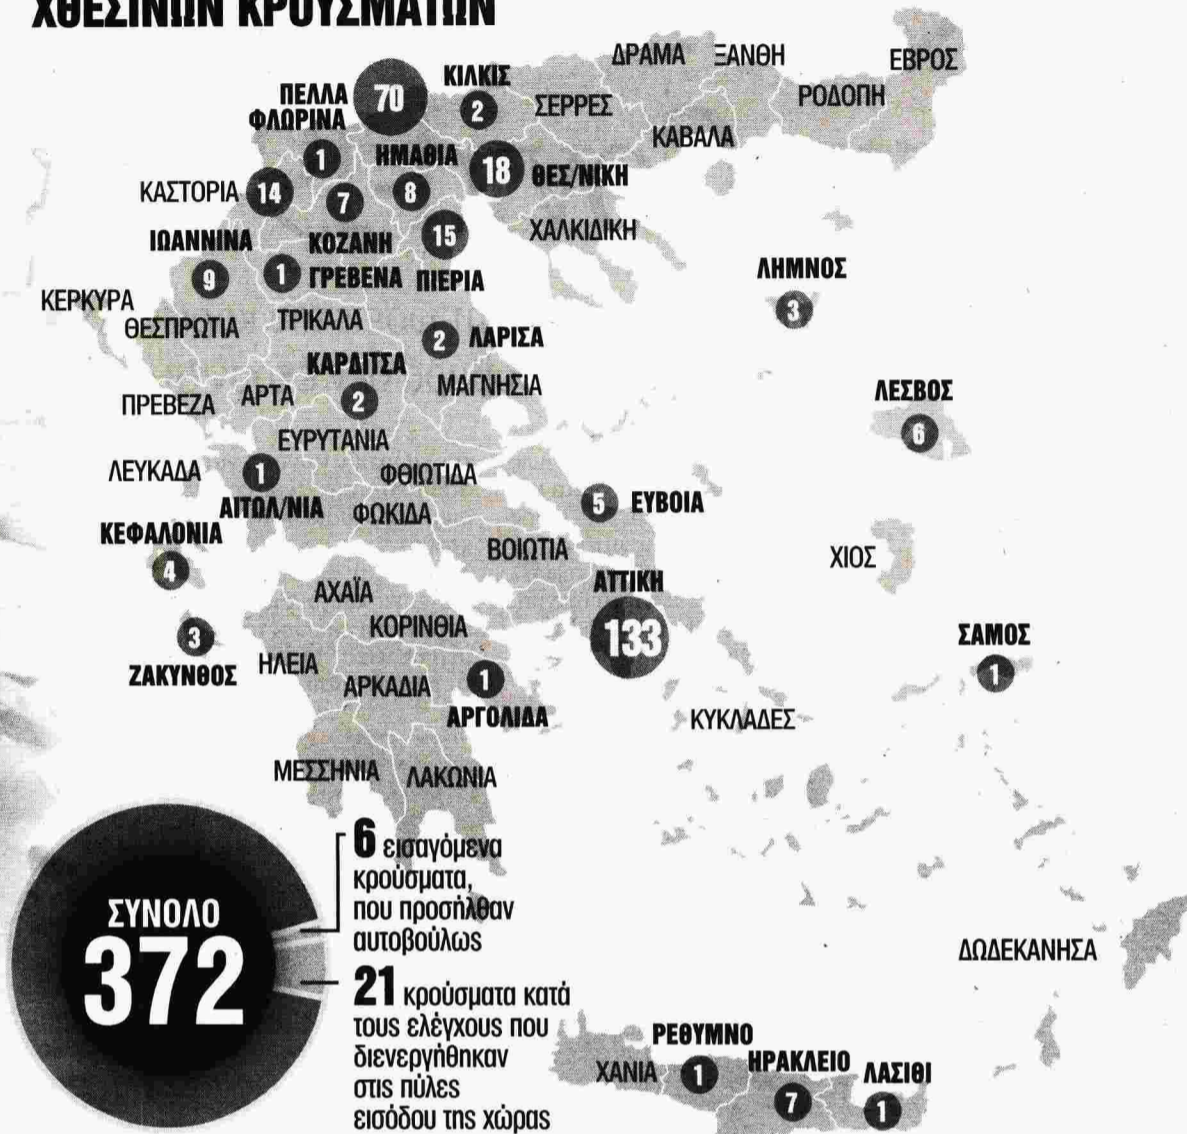 ΧΘΕΣΙΝΩΝ ΚΡΟΥΣΜΑΤΩΝ
ΔΡΑΜΑ
ΞΑΝΘΗ
ΕΒΡΟΣ
ΚΙΛΚΙΣ
2
ΠΕΛΛΑ
70
ΡΟΔΟΠΗ
ΣΕΡΡΕΣ
ΦΛΩΡΙΝΑ
1
ΚΑΒΑΛΑ
ΗΜΑΘΙΑ
8
18
ΘΕΣ/ΝΙΚΗ
ΚΑΣΤΟΡΙΑ
14
7
ΚΟΖΑΝΗ
15
ΠΙΕΡΙΑ
ΧΑΛΚΙΔΙΚΗ
ΙΩΑΝΝΙΝΑ
9
1
ΓΡΕΒΕΝΑ
ΛΗΜΝΟΣ
3
ΚΕΡΚΥΡΑ
ΘΕΣΠΡΩΤΙΑ
ΤΡΙΚΑΛΑ
2
ΛΑΡΙΣΑ
ΚΑΡΔΙΤΣΑ
2
ΜΑΓΝΗΣΙΑ
ΛΕΣΒΟΣ
6
ΠΡΕΒΕΖΑ
ΑΡΤΑ
ΕΥΡΥΤΑΝΙΑ
ΛΕΥΚΑΔΑ
1
ΑΙΤΩΛ/ΝΙΑ
ΦΘΙΩΤΙΔΑ
ΦΩΚΙΔΑ
5
ΕΥΒΟΙΑ
ΚΕΦΑΛΟΝΙΑ
4
ΒΟΙΩΤΙΑ
ΧΙΟΣ
ΑΤΤΙΚΗ
133
ΑΧΑΪΑ
ΚΟΡΙΝΘΙΑ
3
ΖΑΚΥΝΘΟΣ
ΣΑΜΟΣ
1
ΗΛΕΙΑ
ΑΡΚΑΔΙΑ
1
ΑΡΓΟΛΙΔΑ
ΚΥΚΛΑΔΕΣ
ΜΕΣΣΗΝΙΑ
ΛΑΚΩΝΙΑ
ΣΥΝΟΛΟ
372
6 εισαγόμενα
κρούσματα,
που προσήλθαν
αυτοβούλως
21 κρούσματα κατά
τους ελέγχους που
διενεργήθηκαν
στις πύλες
εισόδου της χώρας
ΔΩΔΕΚΑΝΗΣΑ
ΧΑΝΙΑ
ΡΕΘΥΜΝΟ
1
ΗΡΑΚΛΕΙΟ
7
ΛΑΣΙΘΙ
1